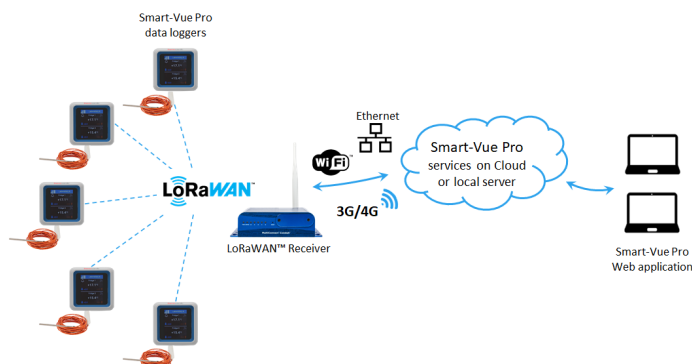 Smart-Vue Pro
data loggers
LoRaWAN™
Ethernet
WiFi
3G/4G
LoRaWAN™ Receiver
Smart-Vue Pro
services on Cloud
or local server
Smart-Vue Pro
Web application